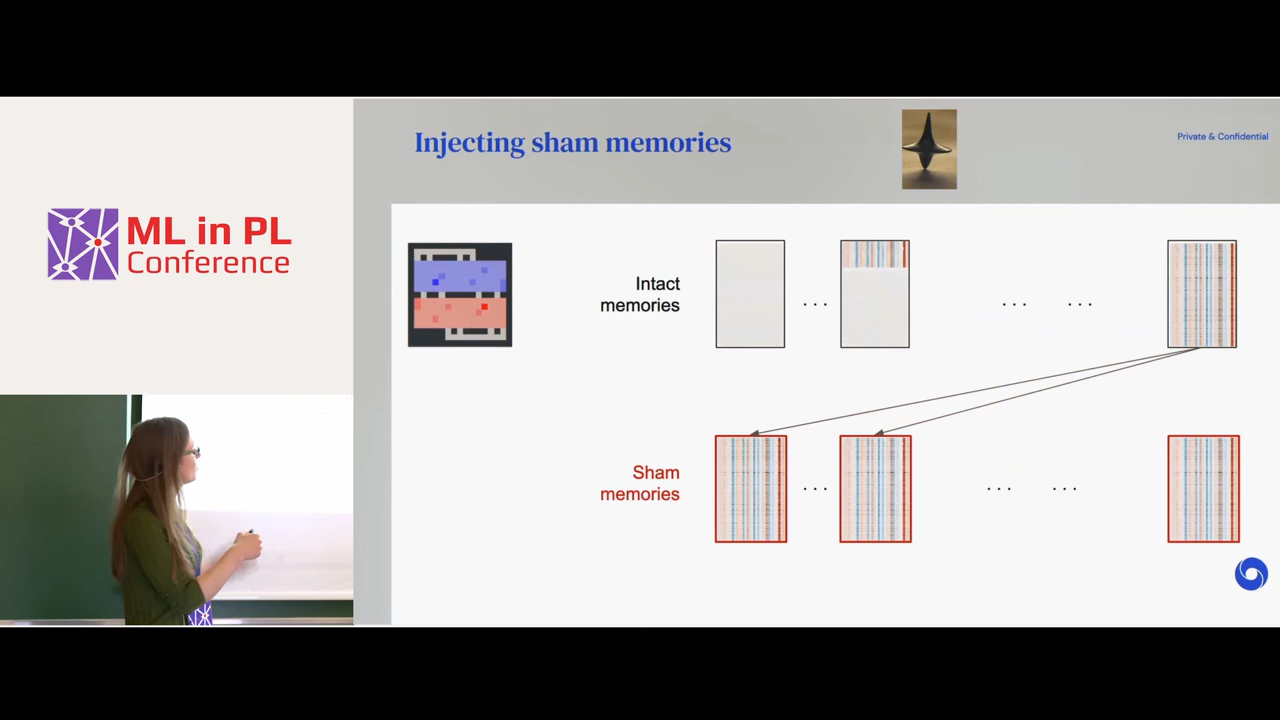 ML in PL
Conference
Injecting sham memories
Private & Confidential
Intact
memories
. . .
. . .
. . .
Sham
memories
. . .
. . .
. . .